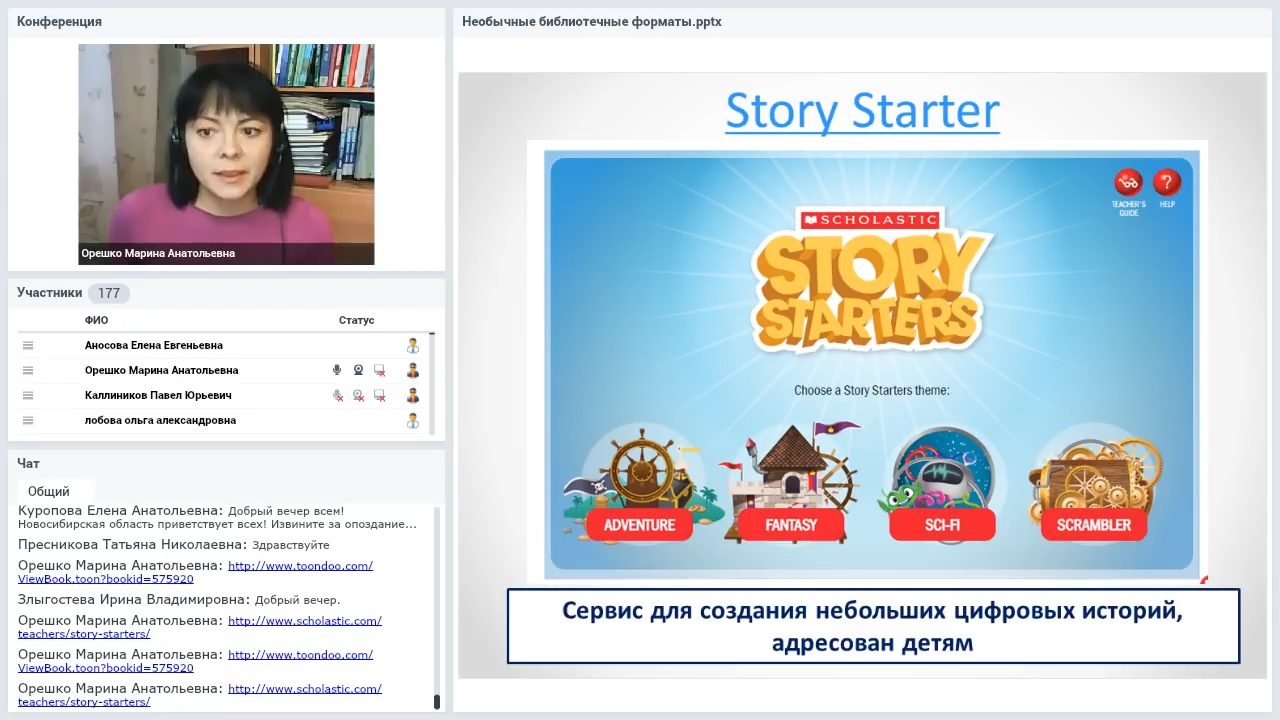 Конференция
Орешко Марина Анатольевна
Участники 177
ФИО Статус
Аносова Елена Евгеньевна
Орешко Марина Анатольевна
Каллиников Павел Юрьевич
лобова ольга александровна
Чат
Общий
Куропова Елена Анатольевна: Добрый вечер всем!
Новосибирская область приветствует всех! Извините за опоздание...
Пресникова Татьяна Николаевна: Здравствуйте
Орешко Марина Анатольевна: http://www.toondoo.com/
ViewBook.toon?bookid=575920
Злыгостева Ирина Владимировна: Добрый вечер.
Орешко Марина Анатольевна: http://www.scholastic.com/
teachers/story-starters/
Орешко Марина Анатольевна: http://www.toondoo.com/
ViewBook.toon?bookid=575920
Орешко Марина Анатольевна: http://www.scholastic.com/
teachers/story-starters/
Необычные библиотечные форматы.pptx
Story Starter
TEACHER'S
GUIDE
HELP
SCHOLASTIC
STORY
STARTERS
Choose a Story Starters theme:
ADVENTURE
FANTASY
SCI-FI
SCRAMBLER
Сервис для создания небольших цифровых историй,
адресован детям